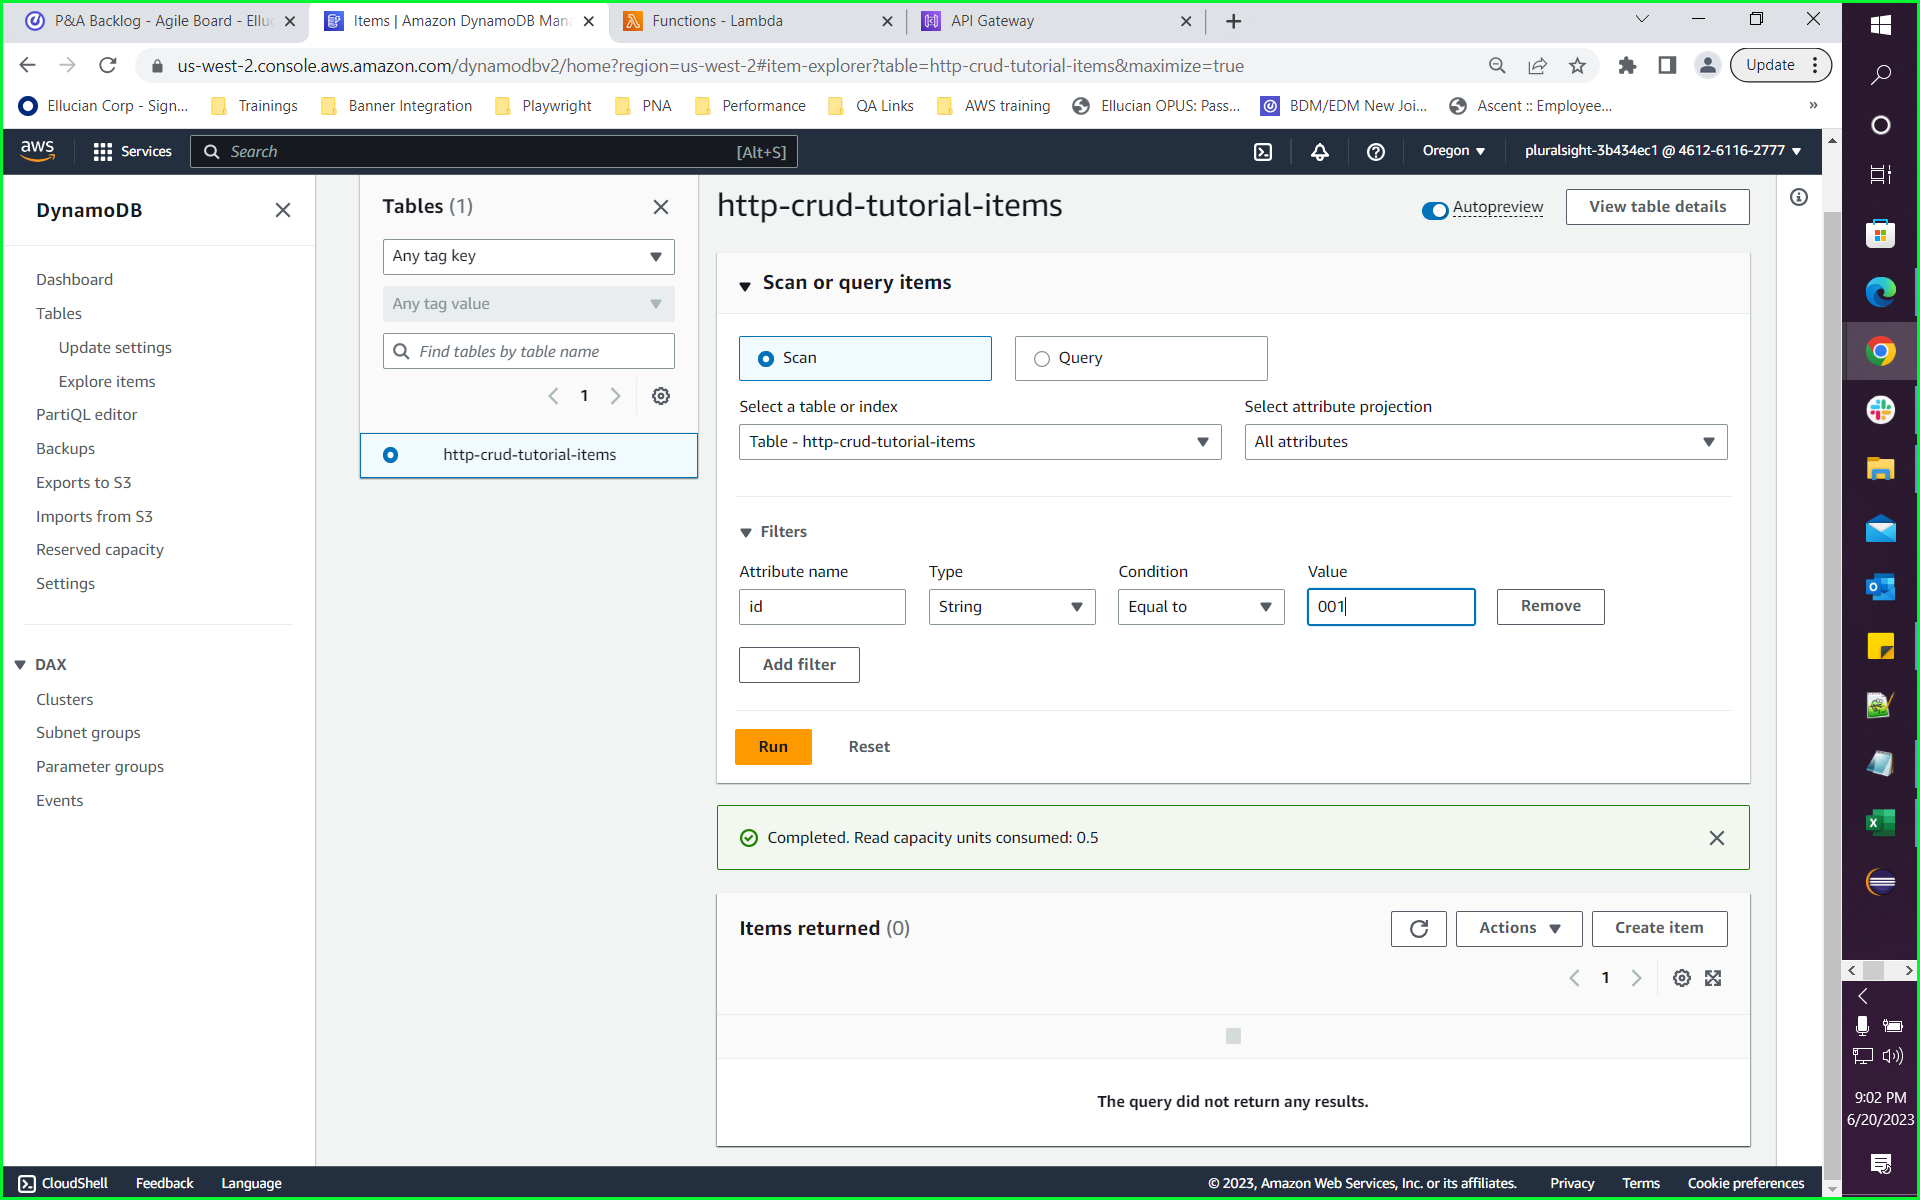 P&A Backlog - Agile Board - Elluc
Items | Amazon DynamoDB Man
Functions - Lambda
API Gateway
us-west-2.console.aws.amazon.com/dynamodbv2/home?region=us-west-2#item-explorer?table=http-crud-tutorial-items&maximize=true
Update
Ellucian Corp - Sign...
Trainings
Banner Integration
Playwright
PNA
Performance
QA Links
AWS training
Ellucian OPUS: Pass...
BDM/EDM New Joi...
Ascent :: Employee...
»
aws
Services
Search
[Alt+S]
Oregon
pluralsight-3b434ec1 @ 4612-6116-2777
DynamoDB
Dashboard
Tables
Update settings
Explore items
PartiQL editor
Backups
Exports to S3
Imports from S3
Reserved capacity
Settings
DAX
Clusters
Subnet groups
Parameter groups
Events
Tables (1)
Any tag key
Any tag value
Find tables by table name
1
http-crud-tutorial-items
http-crud-tutorial-items
Autopreview
View table details
Scan or query items
Scan
Query
Select a table or index
Select attribute projection
Table - http-crud-tutorial-items
All attributes
Filters
Attribute name
Type
Condition
Value
id
String
Equal to
001
Remove
Add filter
Run
Reset
Completed. Read capacity units consumed: 0.5
Items returned (0)
Actions
Create item
1
The query did not return any results.
CloudShell
Feedback
Language
© 2023, Amazon Web Services, Inc. or its affiliates.
Privacy
Terms
Cookie preferences
9:02 PM
6/20/2023